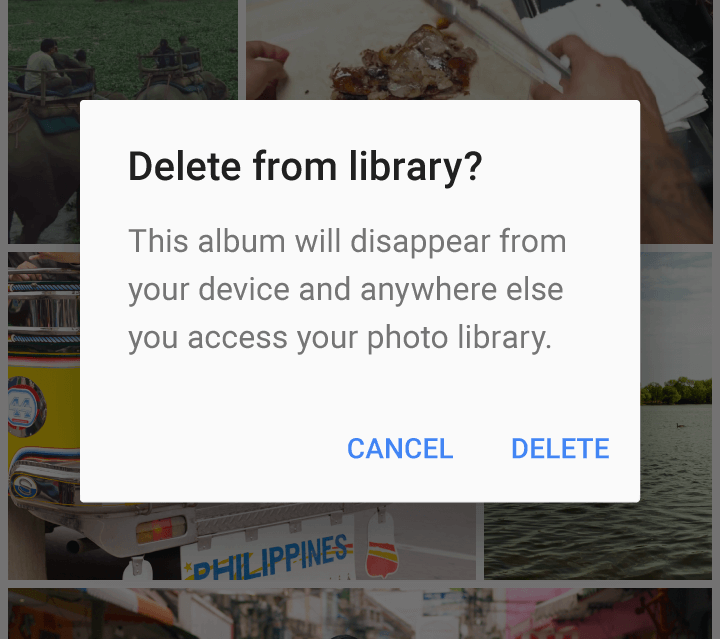 Delete from library?
This album will disappear from
your device and anywhere else
you access your photo library.
CANCEL DELETE
PHILIPPINES